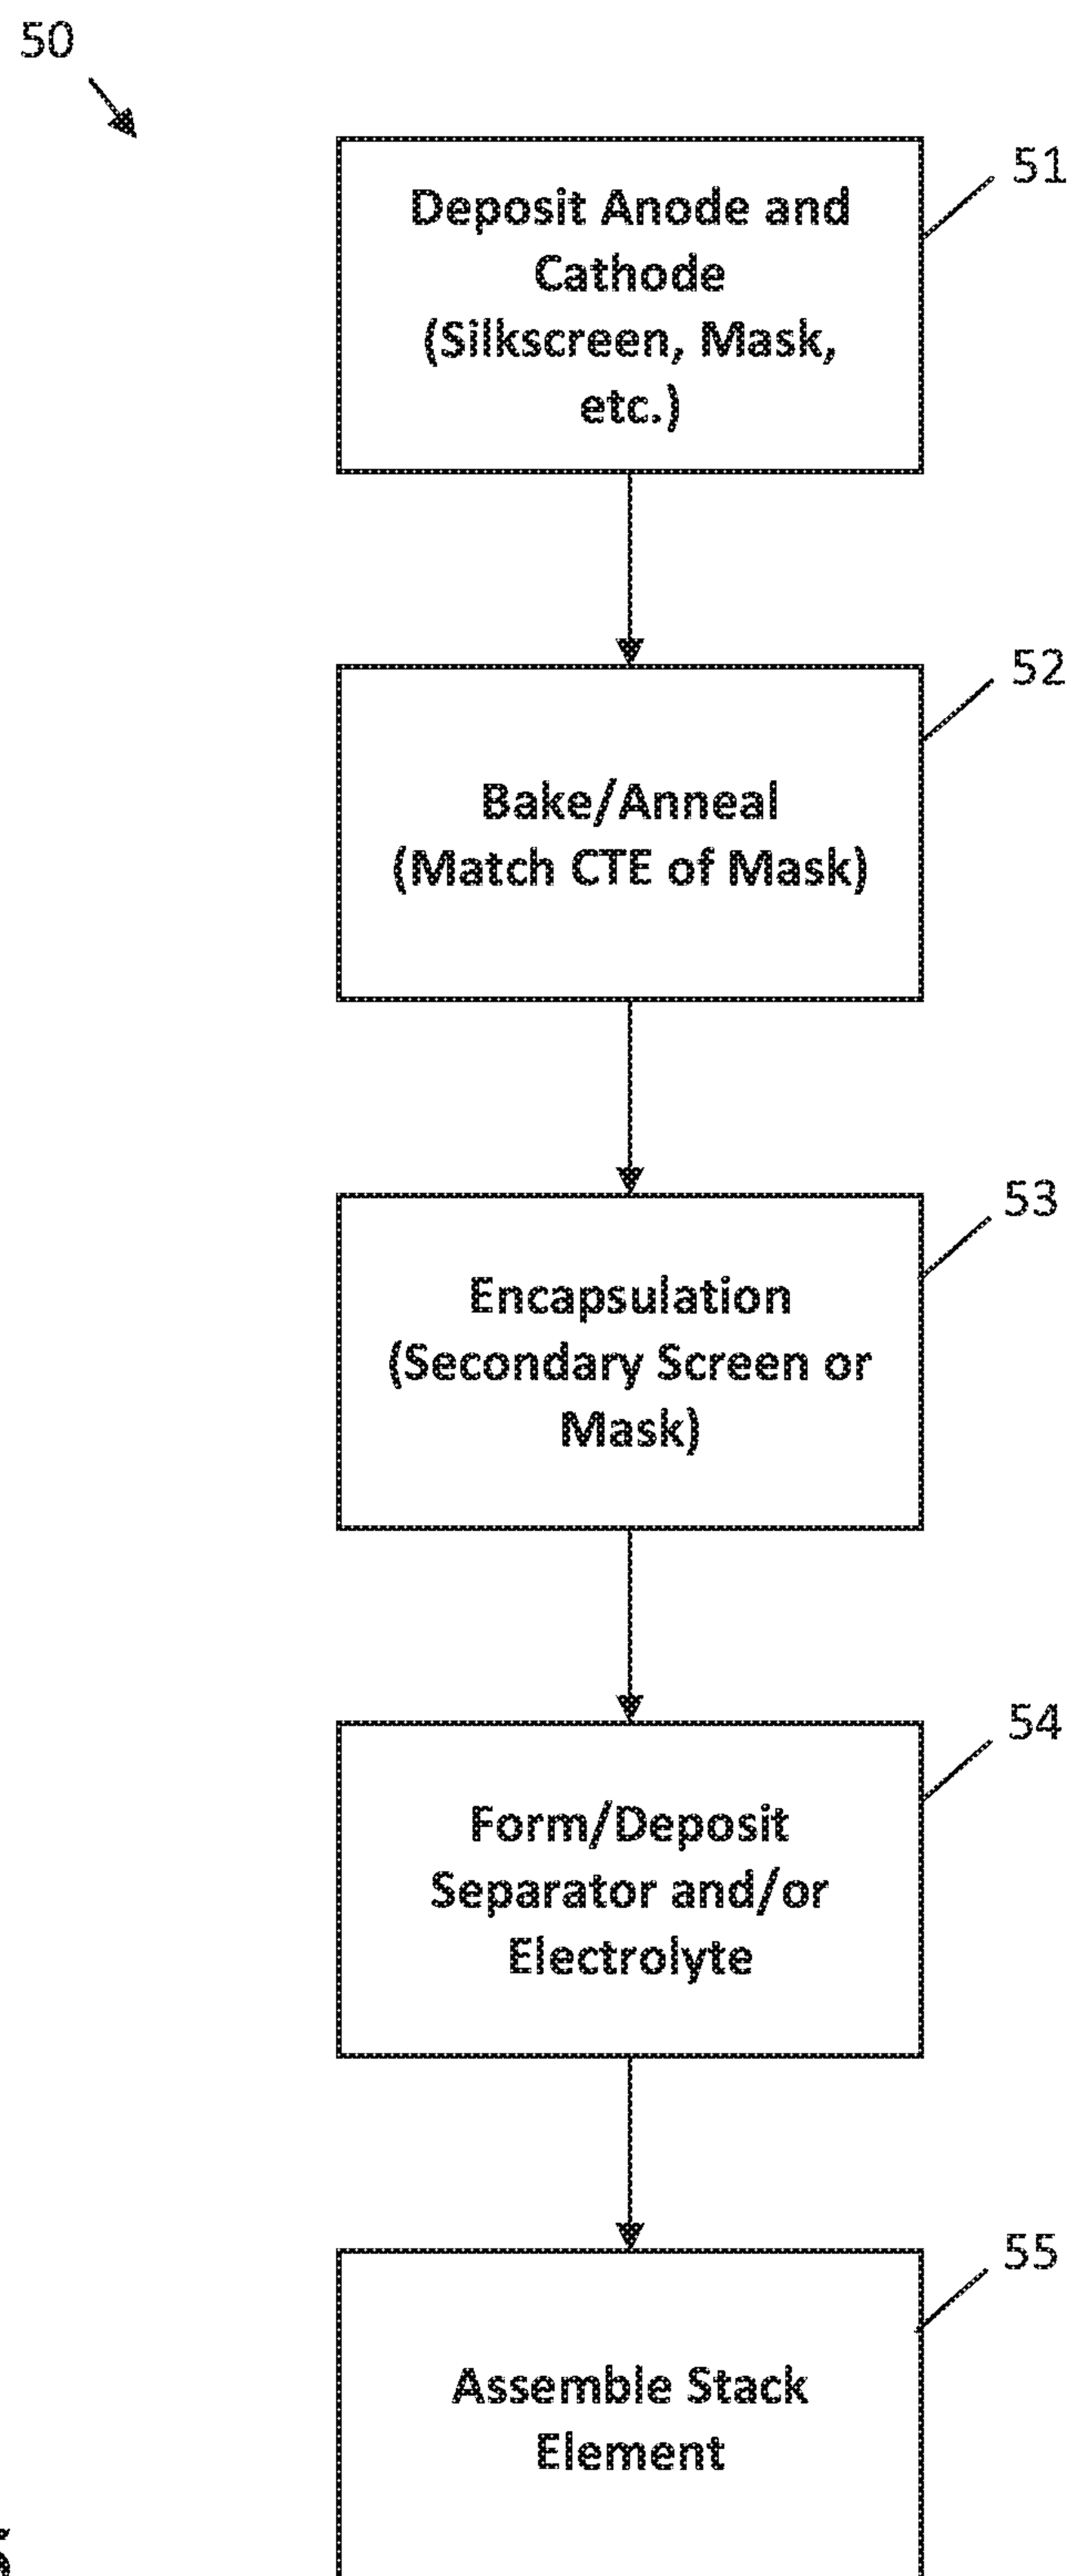 50
51
Deposit Anode and
Cathode
(Silkscreen, Mask,
etc.)
52
Bake/Anneal
(Match CTE of Mask)
53
Encapsulation
(Secondary Screen or
Mask)
54
Form/Deposit
Separator and/or
Electrolyte
55
Assemble Stack
Element